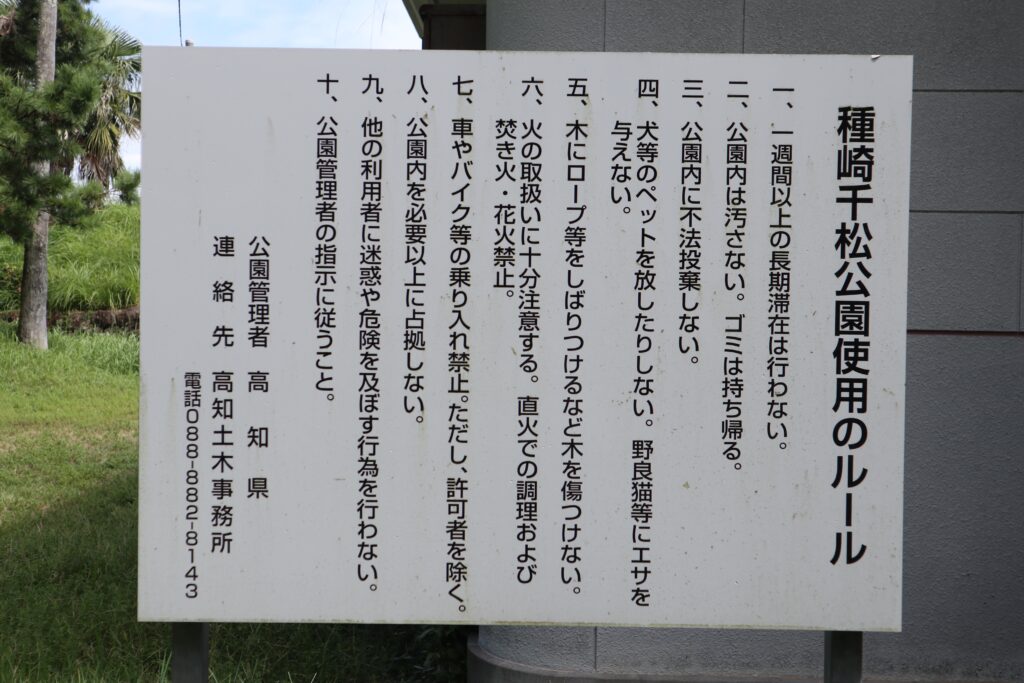 種崎千松公園使用のルール
一、一週間以上の長期滞在は行わない。
二、公園内は汚さない。ゴミは持ち帰る。
三、公園内に不法投棄しない。
四、犬等のペットを放したりしない。野良猫等にエサを
与えない。
五、木にロープ等をしばりつけるなど木を傷つけない。
六、火の取扱いに十分注意する。直火での調理および
焚き火・花火禁止。
七、車やバイク等の乗り入れ禁止。ただし、許可者を除く。
八、公園内を必要以上に占拠しない。
九、他の利用者に迷惑や危険を及ぼす行為を行わない。
十、公園管理者の指示に従うこと。
公園管理者 高知県
連絡先 高知土木事務所
電話088-882-8143